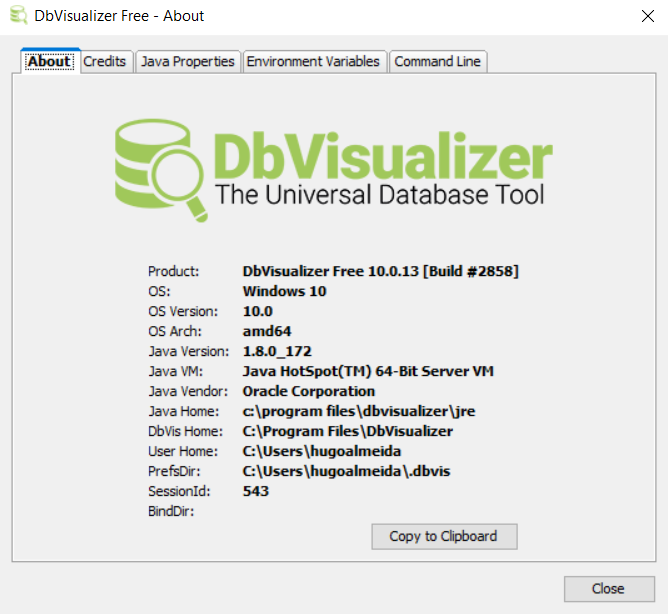 DbVisualizer Free - About
About Credits Java Properties Environment Variables Command Line
DbVisualizer
The Universal Database Tool
Product: DbVisualizer Free 10.0.13 [Build #2858]
OS: Windows 10
OS Version: 10.0
OS Arch: amd64
Java Version: 1.8.0_172
Java VM: Java HotSpot(TM) 64-Bit Server VM
Java Vendor: Oracle Corporation
Java Home: c:\program files\dbvisualizer\jre
DbVis Home: C:\Program Files\DbVisualizer
User Home: C:\Users\hugoalmeida
PrefsDir: C:\Users\hugoalmeida\.dbvis
SessionId: 543
BindDir:
Copy to Clipboard
Close